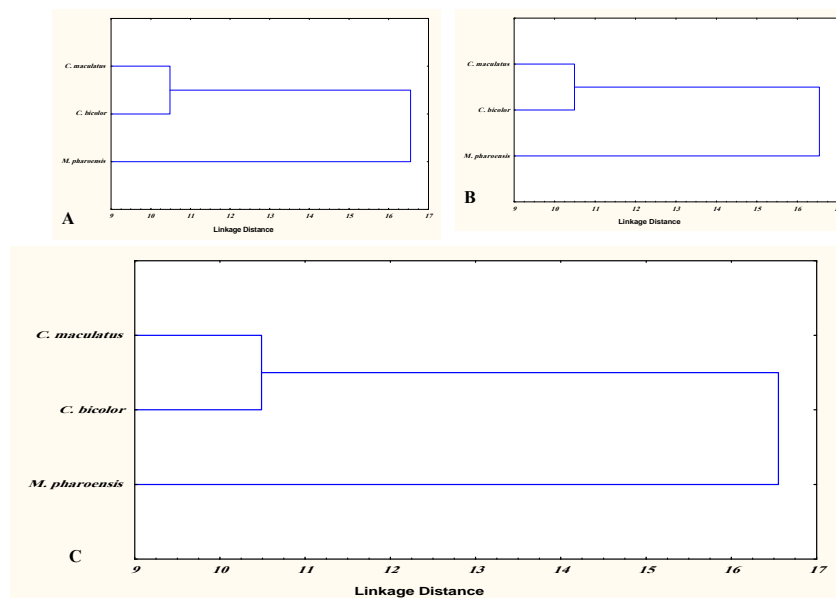 C. maculatus
C. bicolor
M. pharoensis
A
9 10 11 12 13 14 15 16 17
Linkage Distance
C. maculatus
C. bicolor
M. pharoensis
B
9 10 11 12 13 14 15 16 17
Linkage Distance
C. maculatus
C. bicolor
M. pharoensis
C
9 10 11 12 13 14 15 16 17
Linkage Distance